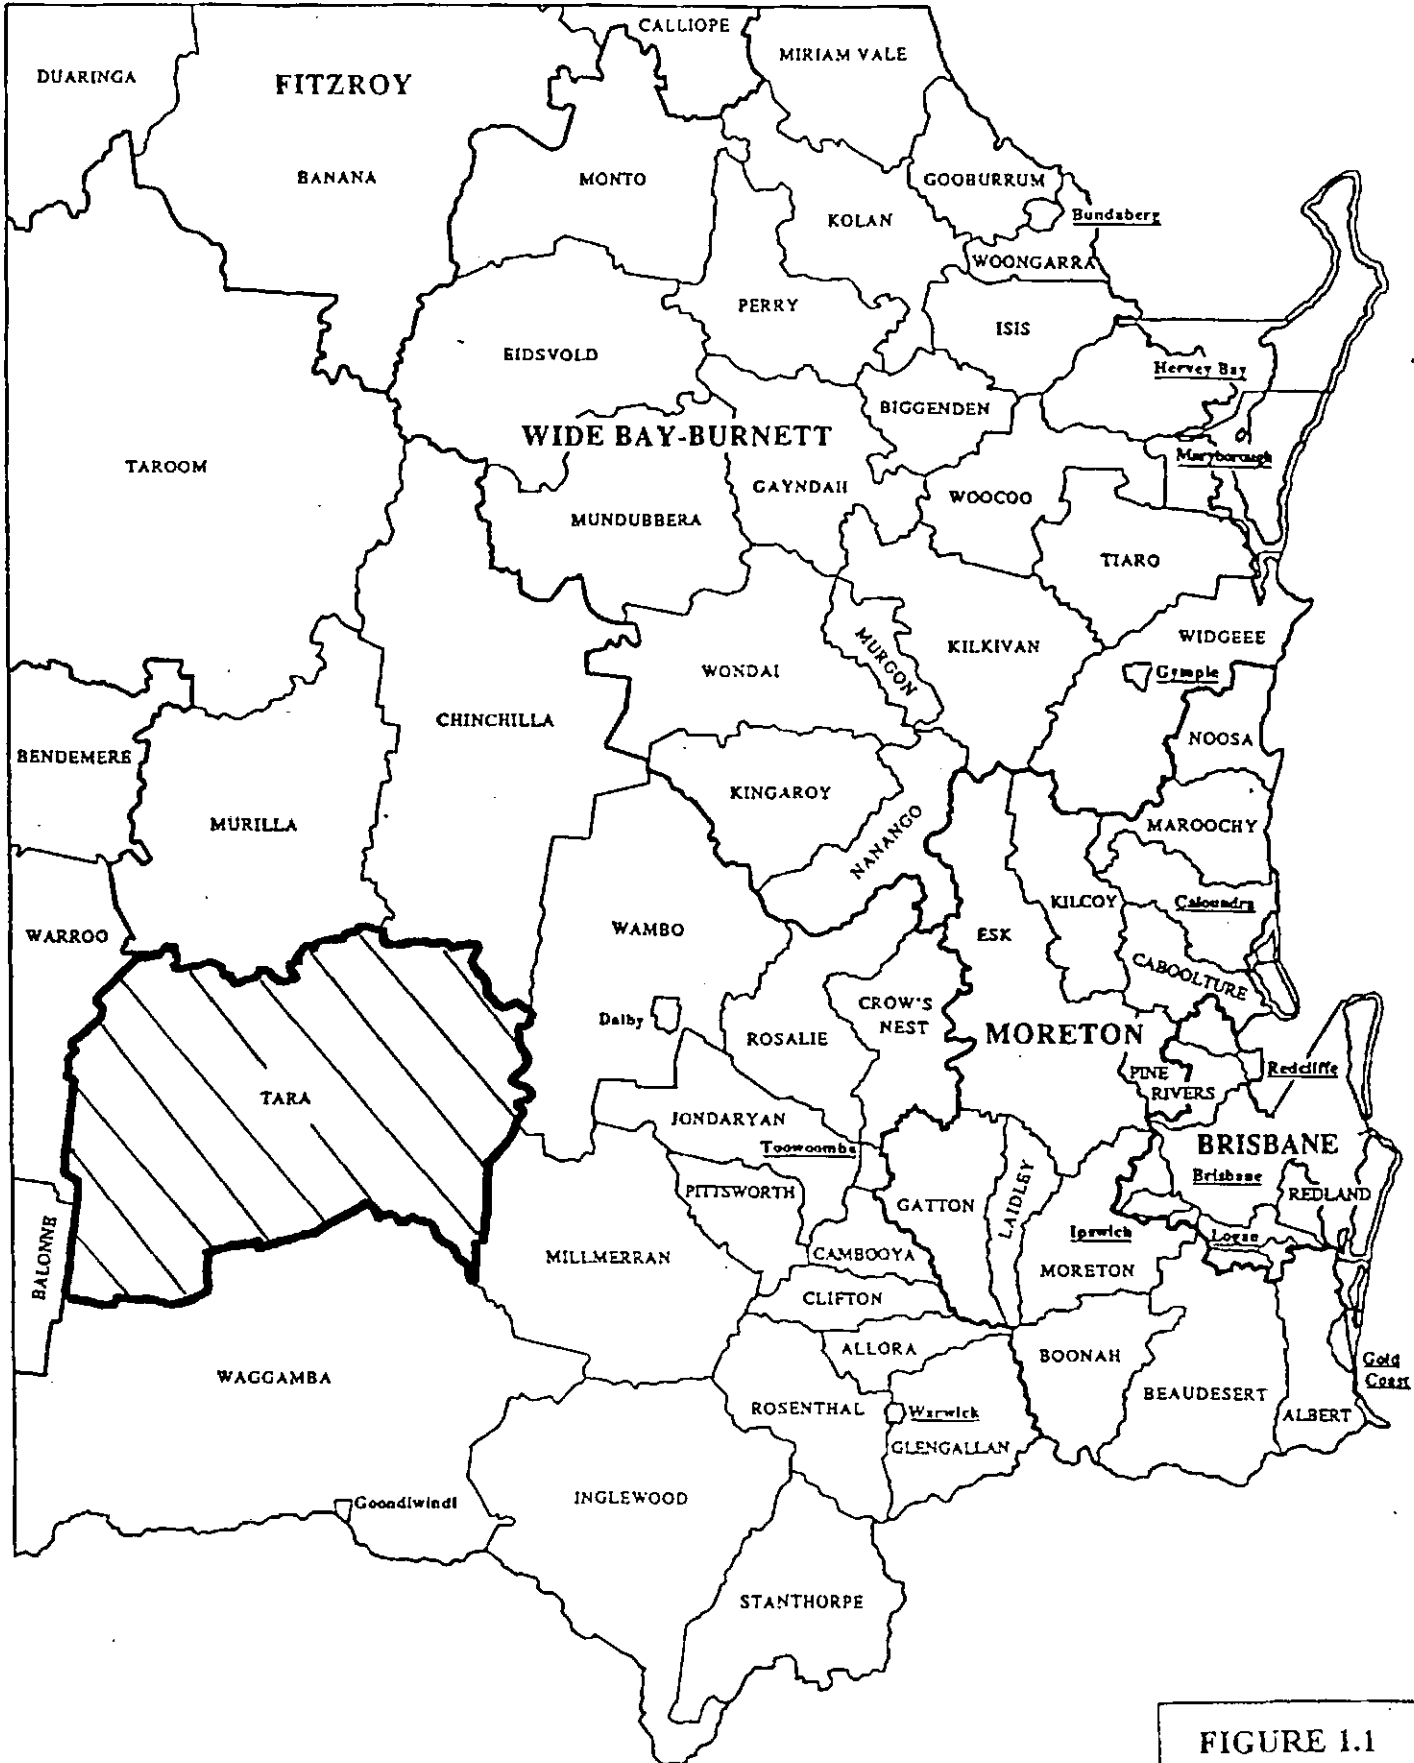 CALLIOPE
MIRIAM VALE
DUARINGA
FITZROY
BANANA
MONTO
GOOBURRUM
KOLAN
Bundaberg
WOONGARRA
PERRY
ISIS
EIDSVOLD
Hervey Bay
BIGGENDEN
WIDE BAY-BURNETT
Maryborough
TAROOM
GAYNDAH
WOOCOO
MUNDUBBERA
TIARO
WIDGEEE
MURGON
KILKIVAN
WONDAI
Gympie
CHINCHILLA
NOOSA
BENDEMERE
KINGAROY
MURILLA
MAROOCHY
NANANGO
KILCOY
Caloundra
WARROO
WAMBO
ESK
CABOOLTURE
CROW'S
NEST
Dalby
ROSALIE
MORETON
PINE
RIVERS
Redcliffe
TARA
JONDARYAN
Toowoomba
BRISBANE
Brisbane
PITTSWORTH
GATTON
LAIDLEY
REDLAND
BALONNE
Ipswich
Logan
MILLMERRAN
CAMBOOYA
MORETON
CLIFTON
ALLORA
BOONAH
Gold
Coast
WAGGAMBA
BEAUDESERT
ROSENTHAL
Warwick
ALBERT
GLENGALLAN
INGLEWOOD
Goondiwindi
STANTHORPE
FIGURE 1.1